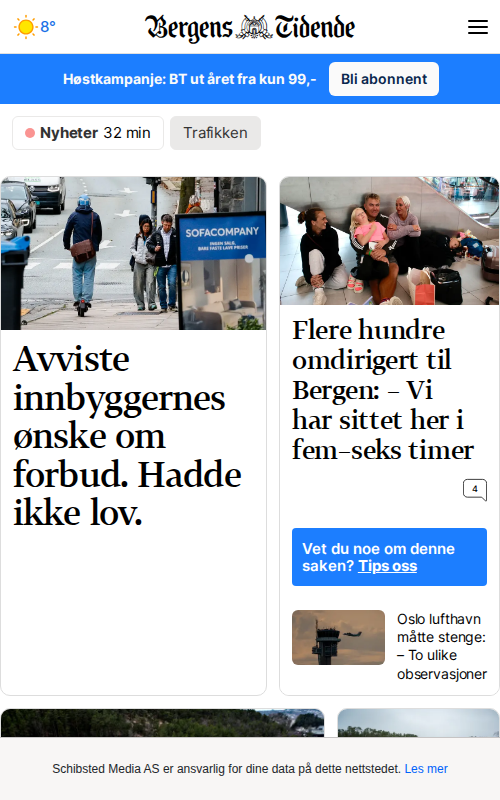 8°
Bergens Tidende
Høstkampanje: BT ut året fra kun 99,-
Bli abonnent
Nyheter 32 min
Trafikken
SOFACOMPANY
Avviste
innbyggernes
ønske om
forbud. Hadde
ikke lov.
Flere hundre
omdirigert til
Bergen: – Vi
har sittet her i
fem–seks timer
4
Vet du noe om denne
saken? Tips oss
Oslo lufthavn
måtte stenge:
– To ulike
observasjoner
Schibsted Media AS er ansvarlig for dine data på dette nettstedet. Les mer